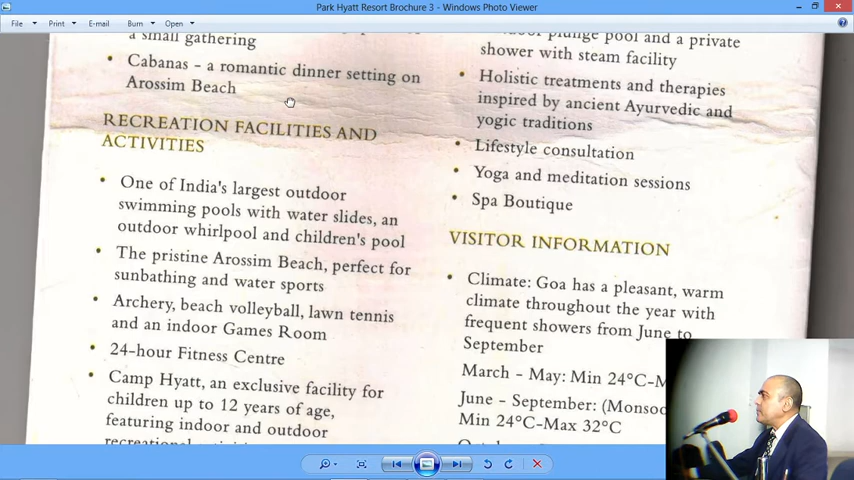 Park Hyatt Resort Brochure 3 - Windows Photo Viewer
File Print E-mail Burn Open
a small gathering
Cabanas - a romantic dinner setting on
Arossim Beach
RECREATION FACILITIES AND
ACTIVITIES
One of India's largest outdoor
swimming pools with water slides, an
outdoor whirlpool and children's pool
The pristine Arossim Beach, perfect for
sunbathing and water sports
Archery, beach volleyball, lawn tennis
and an indoor Games Room
24-hour Fitness Centre
Camp Hyatt, an exclusive facility for
children up to 12 years of age,
featuring indoor and outdoor
plunge pool and a private
shower with steam facility
Holistic treatments and therapies
inspired by ancient Ayurvedic and
yogic traditions
Lifestyle consultation
Yoga and meditation sessions
Spa Boutique
VISITOR INFORMATION
Climate: Goa has a pleasant, warm
climate throughout the year with
frequent showers from June to
September
March - May: Min 24°C-M
June - September: (Monsoo
Min 24°C-Max 32°C